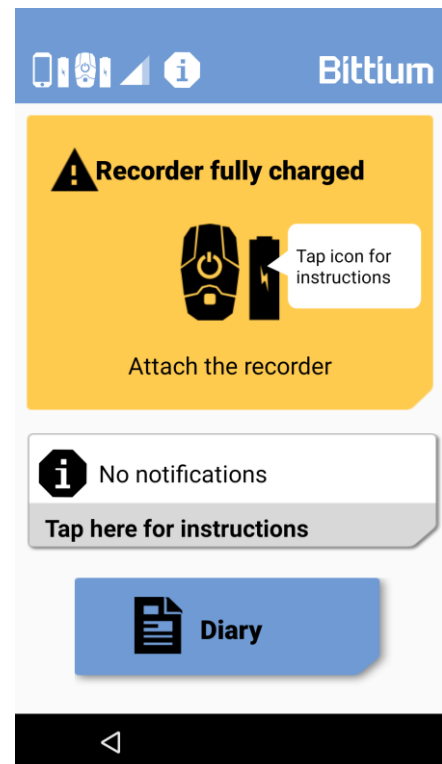 Bittium
Recorder fully charged
Tap icon for
instructions
Attach the recorder
No notifications
Tap here for instructions
Diary